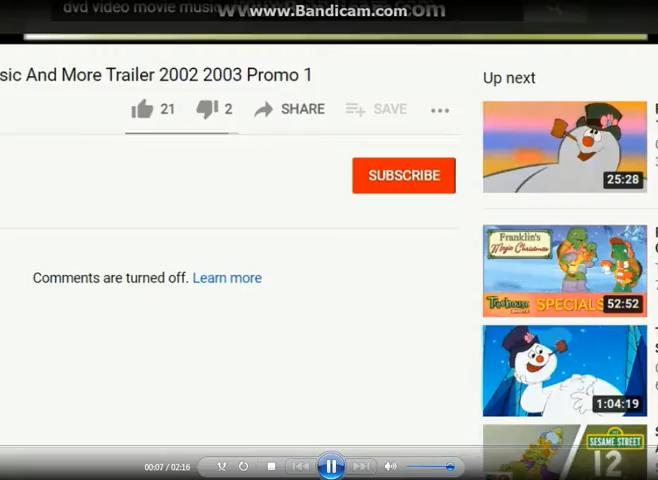 dvd video movie music
www.Bandicam.com
sic And More Trailer 2002 2003 Promo 1
21
2
SHARE
SAVE
SUBSCRIBE
Comments are turned off. Learn more
Up next
25:28
Franklin's
Magic Christmas
Treehouse
SPECIALS
52:52
1:04:19
SESAME STREET
12
00:07 / 02:16